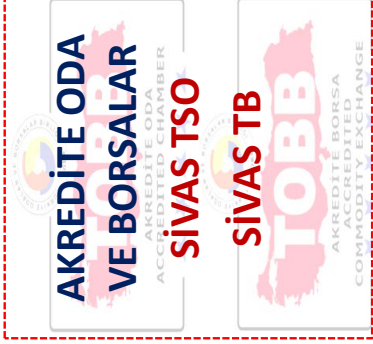 AKREDİTE ODA
VE BORSALAR
SİVAS TSO
SİVAS TB
TOBB
AKREDİTE ODA
ACCREDITED CHAMBER
TOBB
AKREDİTE BORSA
ACCREDITED
COMMODITY EXCHANGE